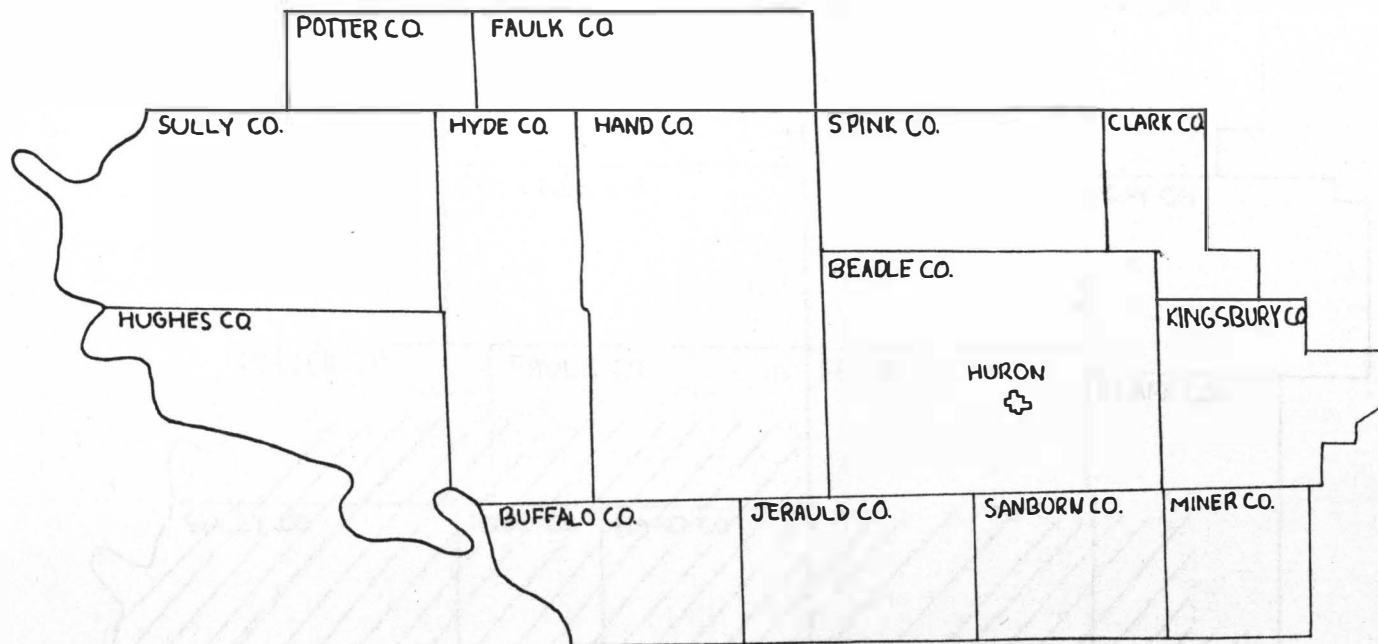 POTTER CO.
FAULK CO
SULLY CO.
HYDE CO
HAND CO.
SPINK CO.
CLARK CO
BEADLE CO.
HUGHES CO
KINGSBURY CO
HURON
BUFFALO CO.
JERAULD CO.
SANBORN CO.
MINER CO.